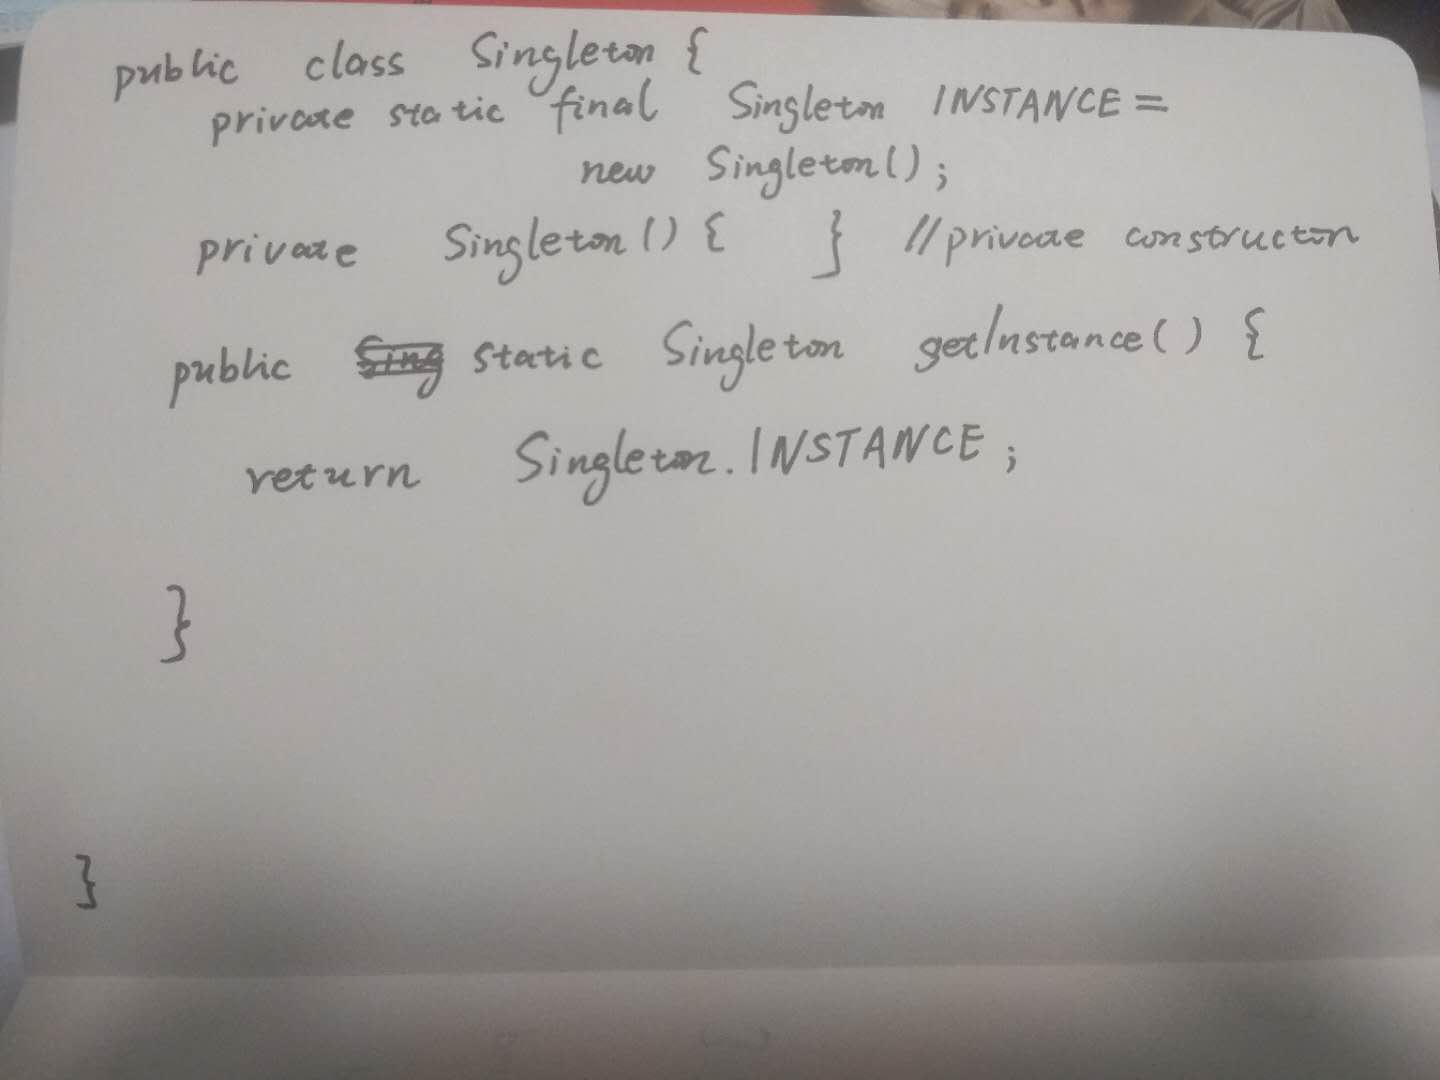 public class Singleton {
private static final Singleton INSTANCE =
new Singleton();
private Singleton() { } //private constructor
public static Singleton getInstance() {
return Singleton.INSTANCE;
}
}